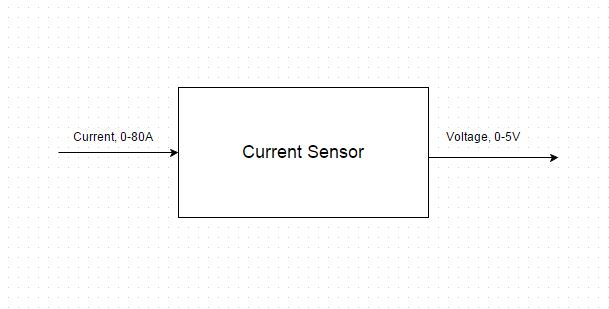 Current, 0-80A
Current Sensor
Voltage, 0-5V